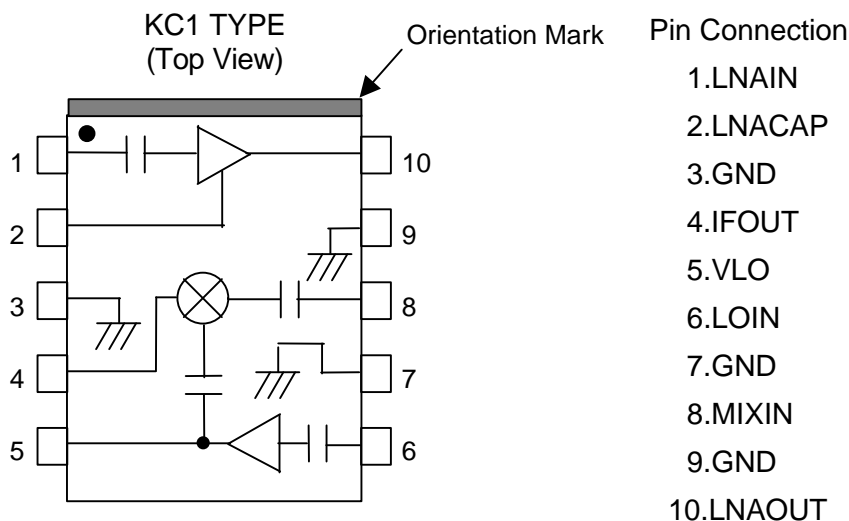 KC1 TYPE
(Top View)
Orientation Mark
Pin Connection
1.LNAIN
2.LNACAP
3.GND
4.IFOUT
5.VLO
6.LOIN
7.GND
8.MIXIN
9.GND
10.LNAOUT
1
10
2
9
3
8
4
7
5
6